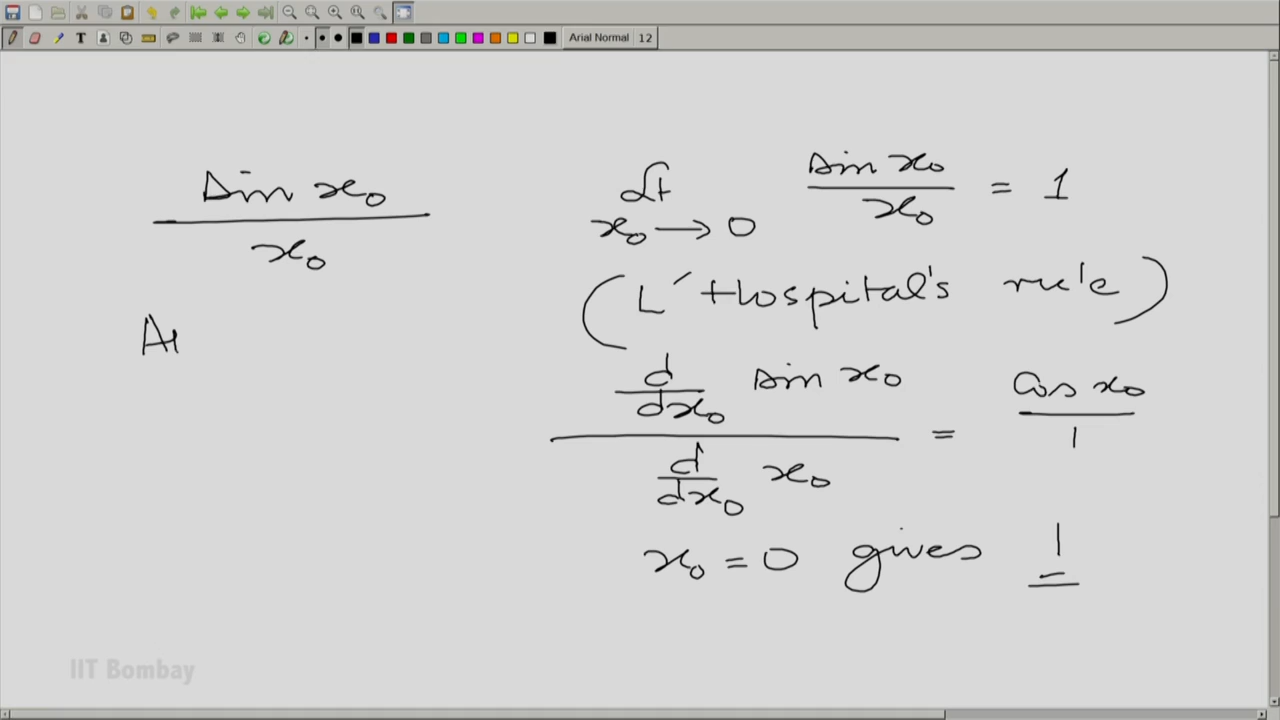 Arial Normal 12
sin x₀
x₀
A
Lt
x₀ → 0
sin x₀
x₀
= 1
(L'Hospital's rule)
d
dx₀
sin x₀
d
dx₀
x₀
=
cos x₀
1
x₀ = 0 gives 1
IIT Bombay